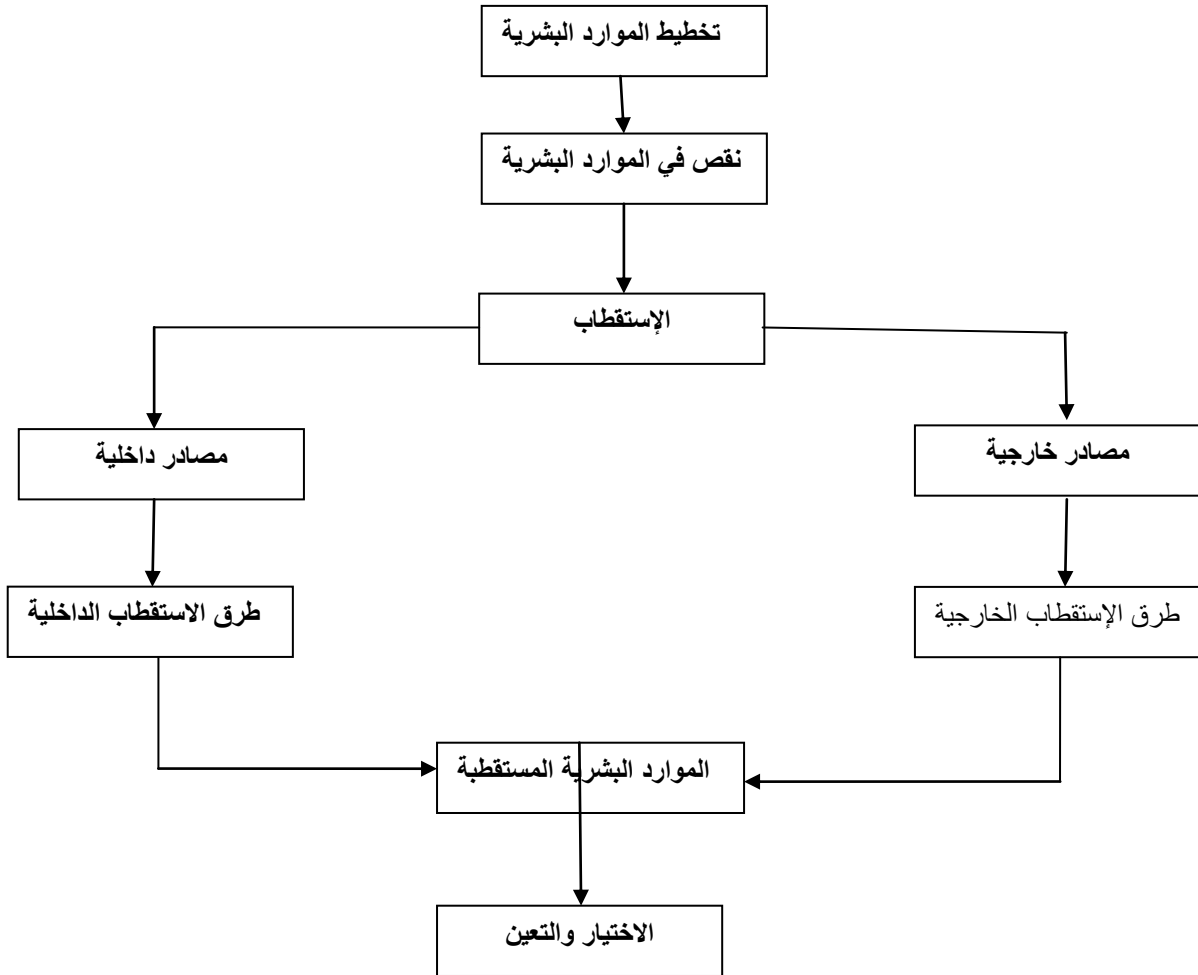 تخطيط الموارد البشرية
نقص في الموارد البشرية
الإستقطاب
مصادر خارجية
مصادر داخلية
طرق الإستقطاب الخارجية
طرق الاستقطاب الداخلية
الموارد البشرية المستقطبة
الاختيار والتعين